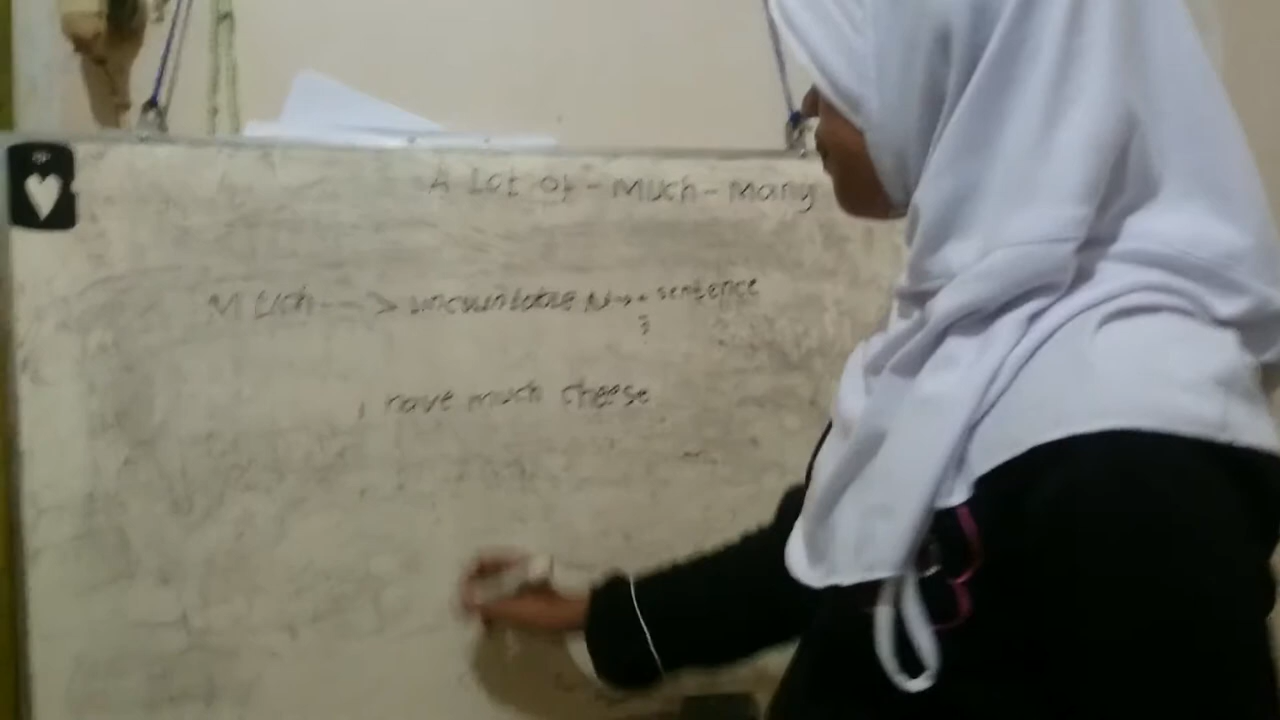 A Lot of - Much - Many
Much ---> uncountable N → + sentence
?
I have much cheese